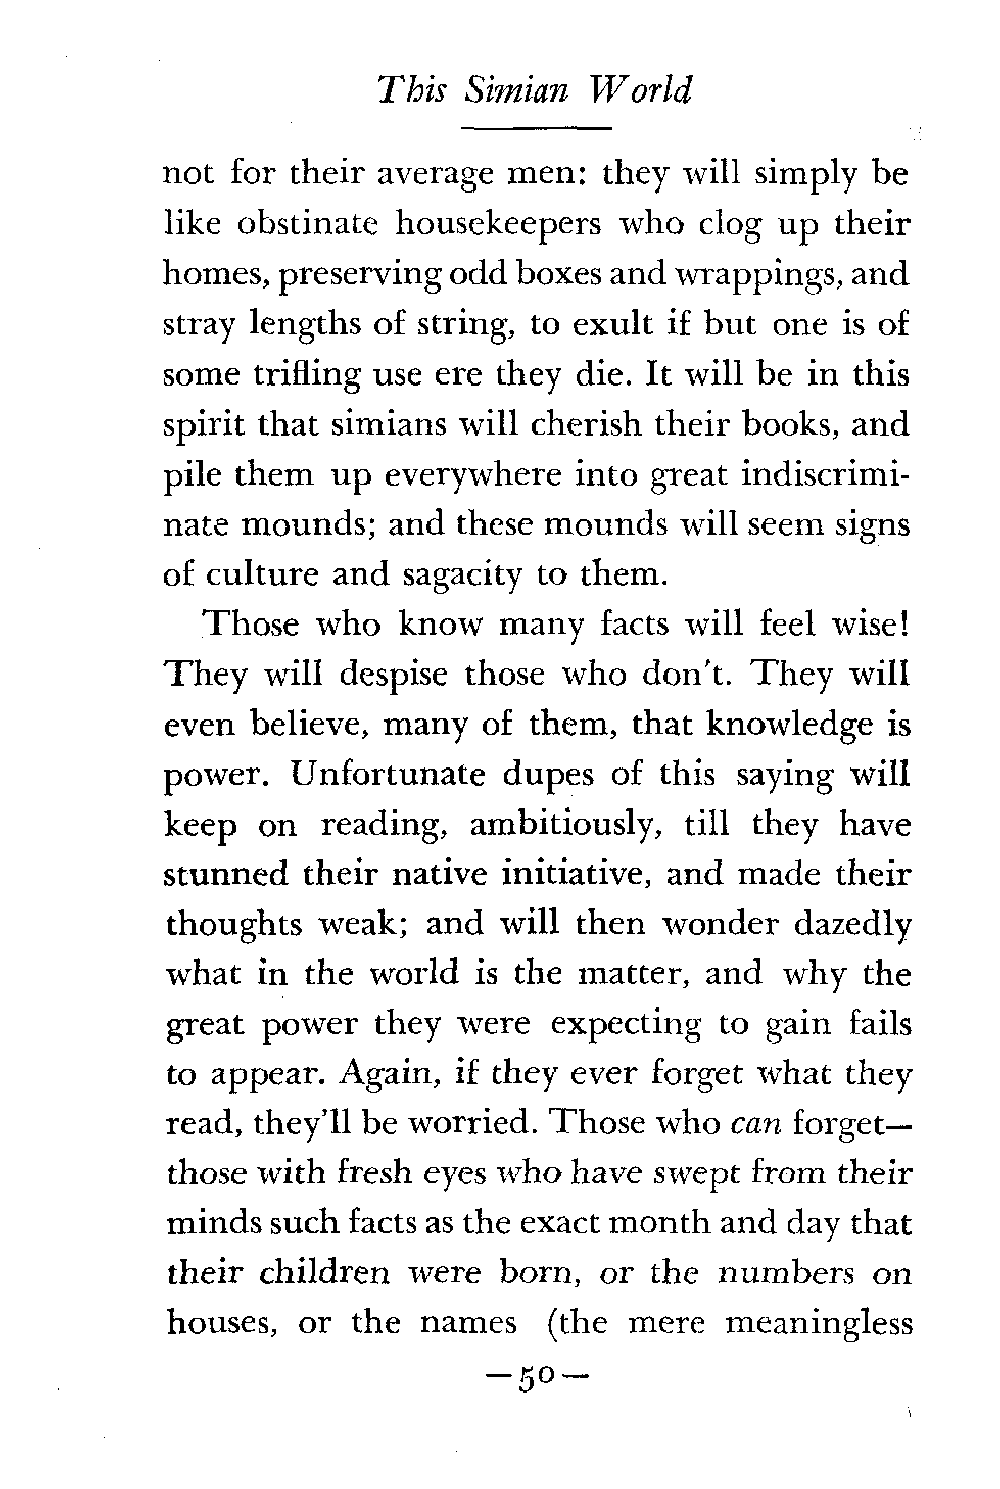 This Simian World
not for their average men: they will simply be
like obstinate housekeepers who clog up their
homes, preserving odd boxes and wrappings, and
stray lengths of string, to exult if but one is of
some trifling use ere they die. It will be in this
spirit that simians will cherish their books, and
pile them up everywhere into great indiscrimi-
nate mounds; and these mounds will seem signs
of culture and sagacity to them.
Those who know many facts will feel wise!
They will despise those who don't. They will
even believe, many of them, that knowledge is
power. Unfortunate dupes of this saying will
keep on reading, ambitiously, till they have
stunned their native initiative, and made their
thoughts weak; and will then wonder dazedly
what in the world is the matter, and why the
great power they were expecting to gain fails
to appear. Again, if they ever forget what they
read, they'll be worried. Those who can forget—
those with fresh eyes who have swept from their
minds such facts as the exact month and day that
their children were born, or the numbers on
houses, or the names (the mere meaningless
—50—